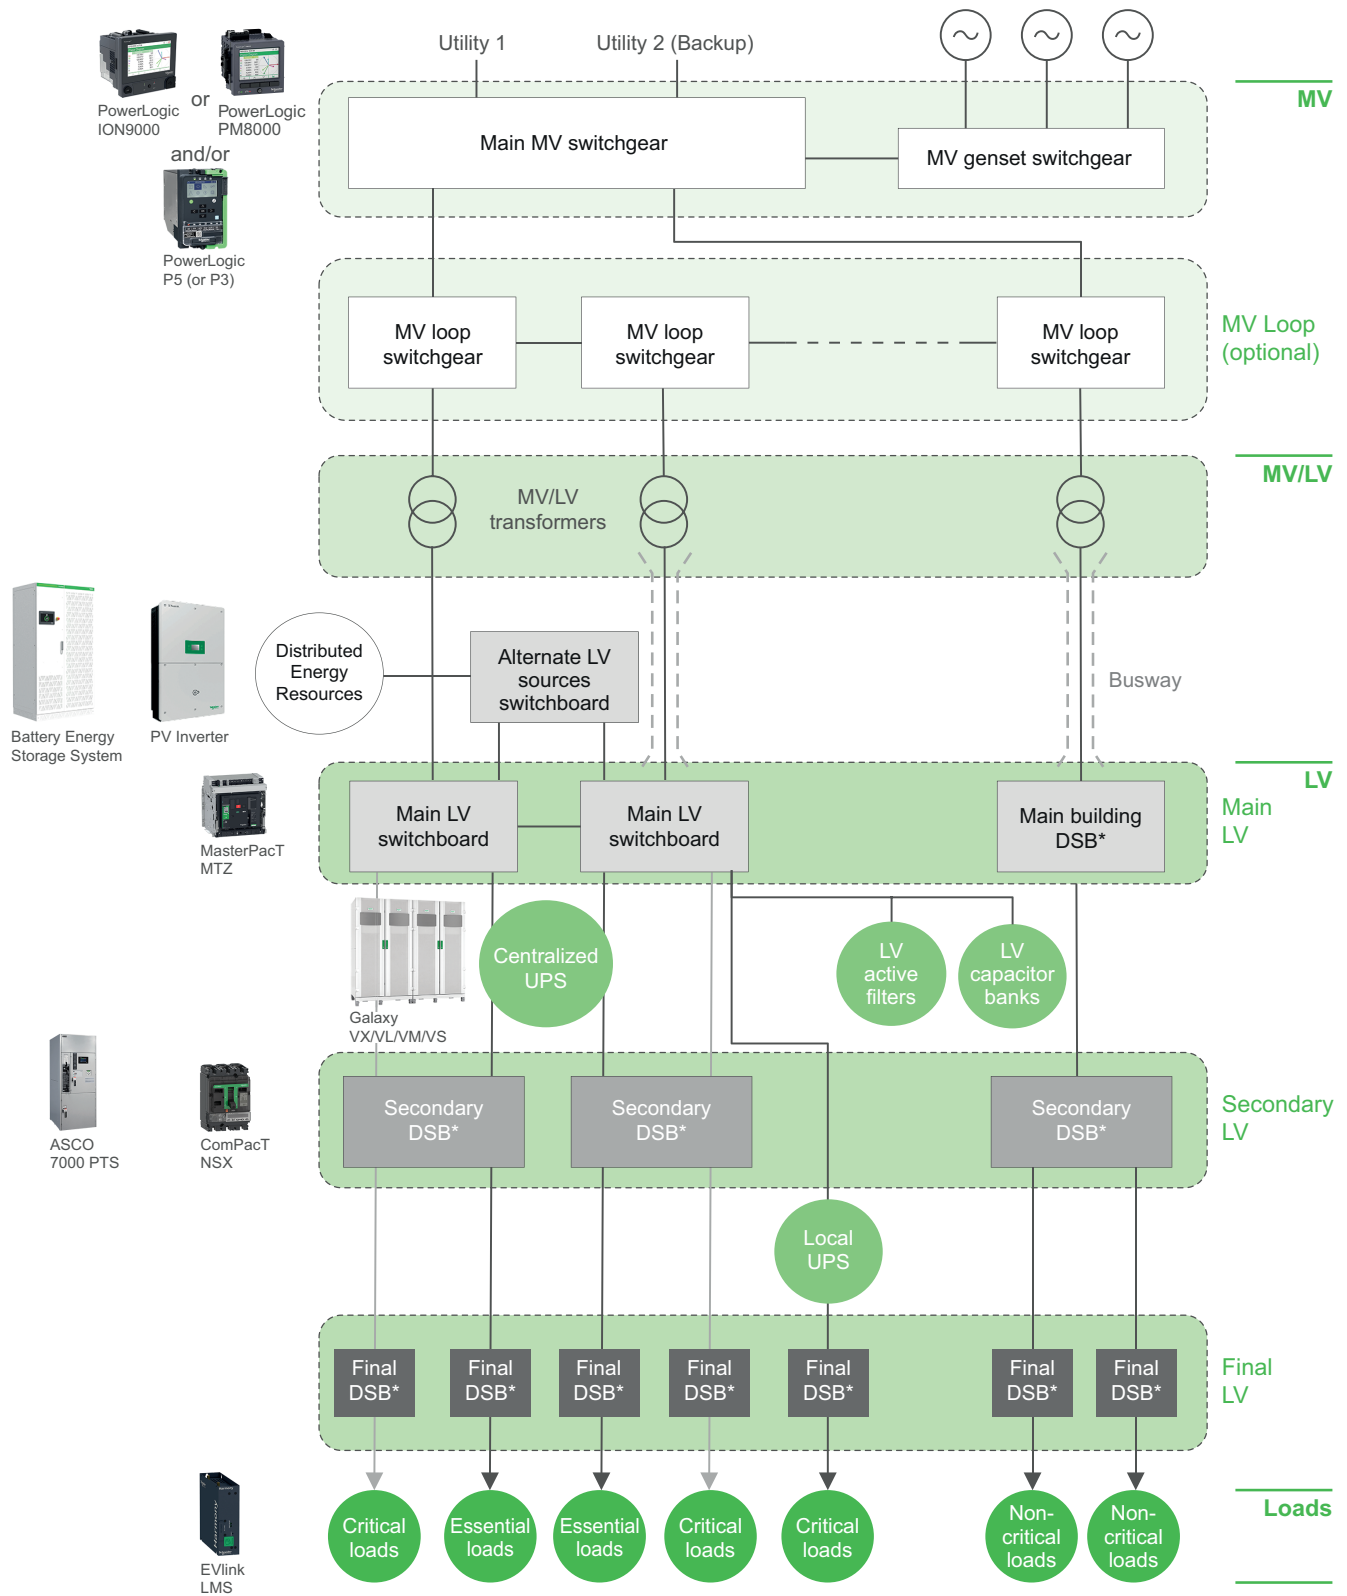 Utility 1
Utility 2 (Backup)
PowerLogic
ION9000
or
PowerLogic
PM8000
and/or
PowerLogic
P5 (or P3)
Main MV switchgear
MV genset switchgear
MV
MV loop
switchgear
MV loop
switchgear
MV loop
switchgear
MV Loop
(optional)
MV/LV
transformers
MV/LV
Battery Energy
Storage System
PV Inverter
Distributed
Energy
Resources
Alternate LV
sources
switchboard
Busway
MasterPacT
MTZ
Main LV
switchboard
Main LV
switchboard
Main building
DSB*
LV
Main
LV
Galaxy
VX/VL/VM/VS
Centralized
UPS
LV
active
filters
LV
capacitor
banks
ASCO
7000 PTS
ComPacT
NSX
Secondary
DSB*
Secondary
DSB*
Secondary
DSB*
Secondary
LV
Local
UPS
Final
DSB*
Final
DSB*
Final
DSB*
Final
DSB*
Final
DSB*
Final
DSB*
Final
DSB*
Final
LV
Harmony
EVlink
LMS
Critical
loads
Essential
loads
Essential
loads
Critical
loads
Critical
loads
Non-
critical
loads
Non-
critical
loads
Loads